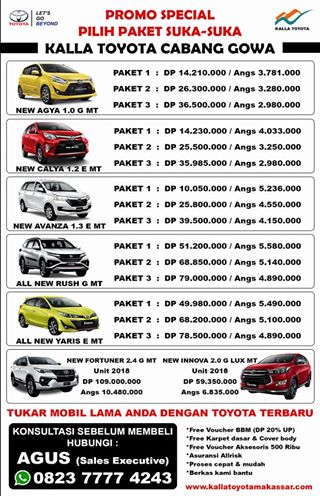 TOYOTA
LET'S
GO
BEYOND
KALLA TOYOTA
PROMO SPECIAL
PILIH PAKET SUKA-SUKA
KALLA TOYOTA CABANG GOWA
PAKET 1 : DP 14.210.000 / Angs 3.781.000
PAKET 2 : DP 26.300.000 / Angs 3.280.000
PAKET 3 : DP 36.500.000 / Angs 2.980.000
NEW AGYA 1.0 G MT
PAKET 1 : DP 14.230.000 / Angs 4.033.000
PAKET 2 : DP 25.500.000 / Angs 3.250.000
PAKET 3 : DP 35.985.000 / Angs 2.980.000
NEW CALYA 1.2 E MT
PAKET 1 : DP 10.050.000 / Angs 5.236.000
PAKET 2 : DP 25.800.000 / Angs 4.550.000
PAKET 3 : DP 39.500.000 / Angs 4.150.000
NEW AVANZA 1.3 E MT
PAKET 1 : DP 51.200.000 / Angs 5.580.000
PAKET 2 : DP 68.850.000 / Angs 5.140.000
PAKET 3 : DP 79.000.000 / Angs 4.890.000
ALL NEW RUSH G MT
PAKET 1 : DP 49.980.000 / Angs 5.490.000
PAKET 2 : DP 68.200.000 / Angs 5.100.000
PAKET 3 : DP 78.500.000 / Angs 4.890.000
ALL NEW YARIS E MT
NEW FORTUNER 2.4 G MT
Unit 2018
DP 109.000.000
Angs 10.480.000
NEW INNOVA 2.0 G LUX MT
Unit 2018
DP 59.350.000
Angs 6.835.000
TUKAR MOBIL LAMA ANDA DENGAN TOYOTA TERBARU
KONSULTASI SEBELUM MEMBELI
HUBUNGI :
AGUS (Sales Executive)
0823 7777 4243
*Free Voucher BBM (DP 20% UP)
*Free Karpet dasar & Cover body
*Free Voucher Aksesoris 500 Ribu
*Asuransi Allrisk
*Proses cepat & mudah
*Berkas kami bantu
www.kallatoyotamakassar.com